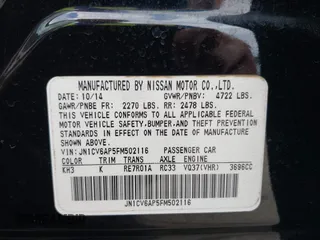 MANUFACTURED BY NISSAN MOTOR CO.,LTD.
DATE: 10/14 GVWR/PNBV: 4722 LBS.
GAWR/PNBE FR: 2270 LBS. RR: 2478 LBS.
THIS VEHICLE CONFORMS TO ALL APPLICABLE FEDERAL
MOTOR VEHICLE SAFETY, BUMPER, AND THEFT PREVENTION
STANDARDS IN EFFECT ON THE DATE OF
MANUFACTURE SHOWN ABOVE.
VIN: JN1CV6AP5FM502116 PASSENGER CAR
COLOR TRIM TRANS AXLE ENGINE
KH3 K RE7R01A RC33 VQ37(VHR) 3696CC
JN1CV6AP5FM502116